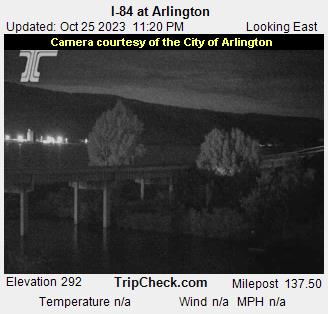 I-84 at Arlington
Updated: Oct 25 2023 11:20 PM Looking East
Camera courtesy of the City of Arlington
Elevation 292 TripCheck.com Milepost 137.50
Temperature n/a Wind n/a MPH n/a